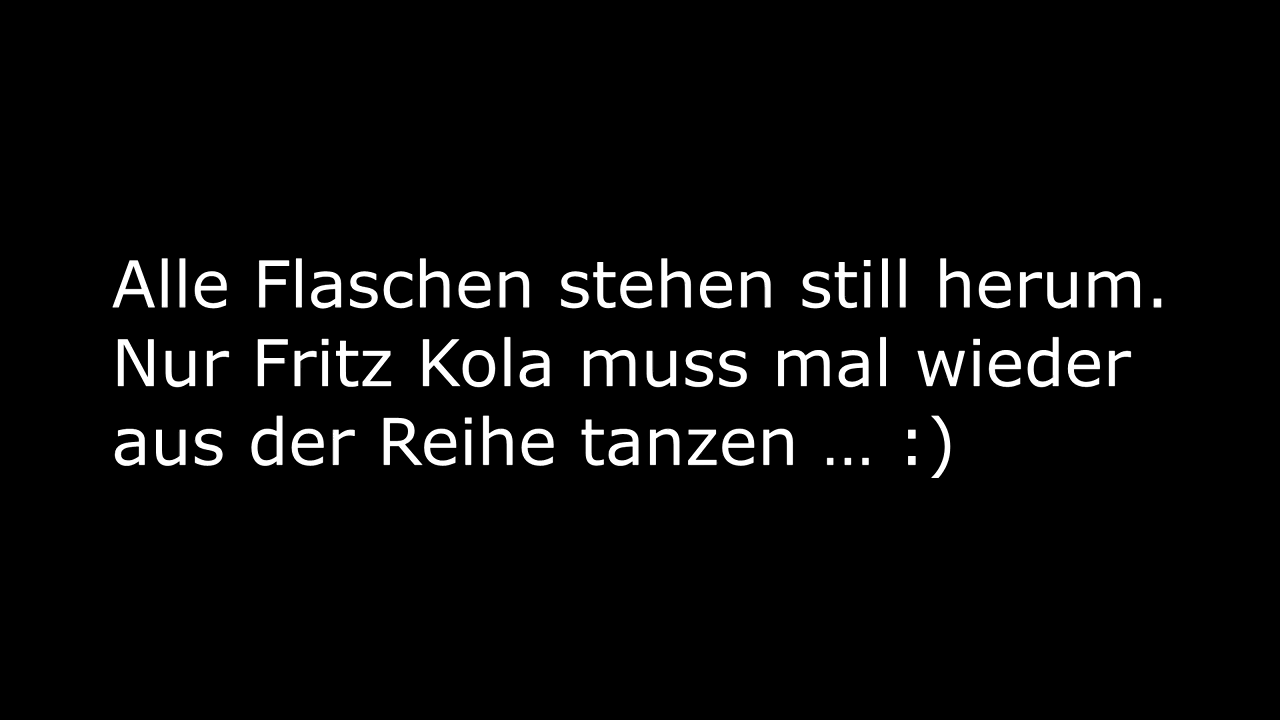 Alle Flaschen stehen still herum.
Nur Fritz Kola muss mal wieder
aus der Reihe tanzen … :)